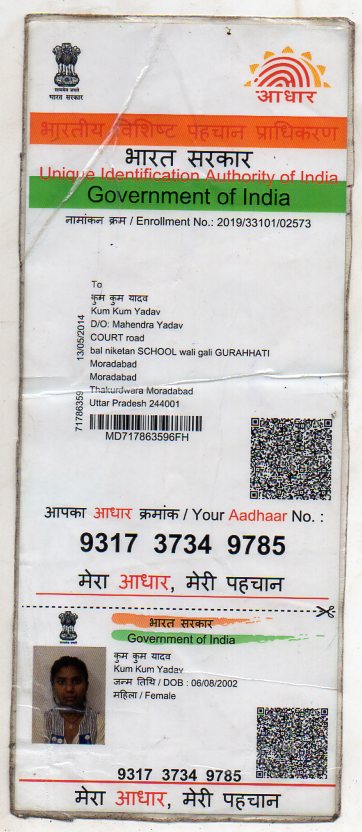 भारत सरकार
आधार
भारतीय विशिष्ट पहचान प्राधिकरण
भारत सरकार
Unique Identification Authority of India
Government of India
नामांकन क्रम / Enrollment No.: 2019/33101/02573
To
कुम कुम यादव
Kum Kum Yadav
D/O: Mahendra Yadav
COURT road
bal niketan SCHOOL wali gali GURAHHATI
Moradabad
Moradabad
Thakurdwara Moradabad
Uttar Pradesh 244001
13/05/2014
71786359
MD717863596FH
आपका आधार क्रमांक / Your Aadhaar No. :
9317 3734 9785
मेरा आधार, मेरी पहचान
भारत सरकार
Government of India
कुम कुम यादव
Kum Kum Yadav
जन्म तिथि / DOB : 06/08/2002
महिला / Female
9317 3734 9785
मेरा आधार, मेरी पहचान